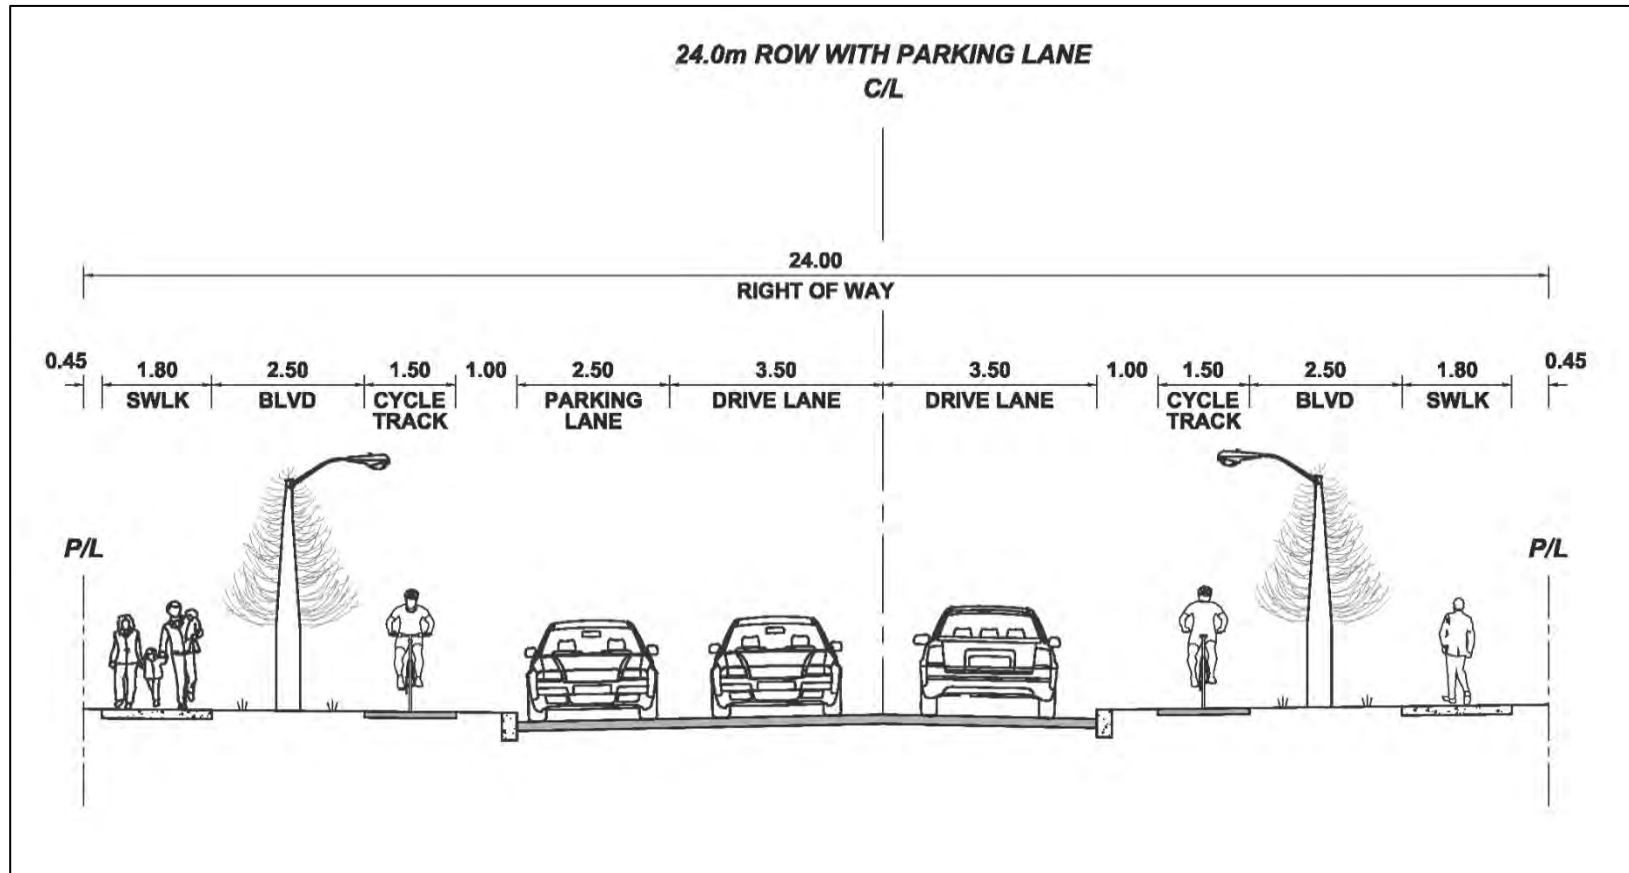 24.0m ROW WITH PARKING LANE
C/L
24.00
RIGHT OF WAY
0.45 1.80 2.50 1.50 1.00 2.50 3.50 3.50 1.00 1.50 2.50 1.80 0.45
SWLK BLVD CYCLE PARKING DRIVE LANE DRIVE LANE CYCLE BLVD SWLK
TRACK LANE TRACK
P/L P/L